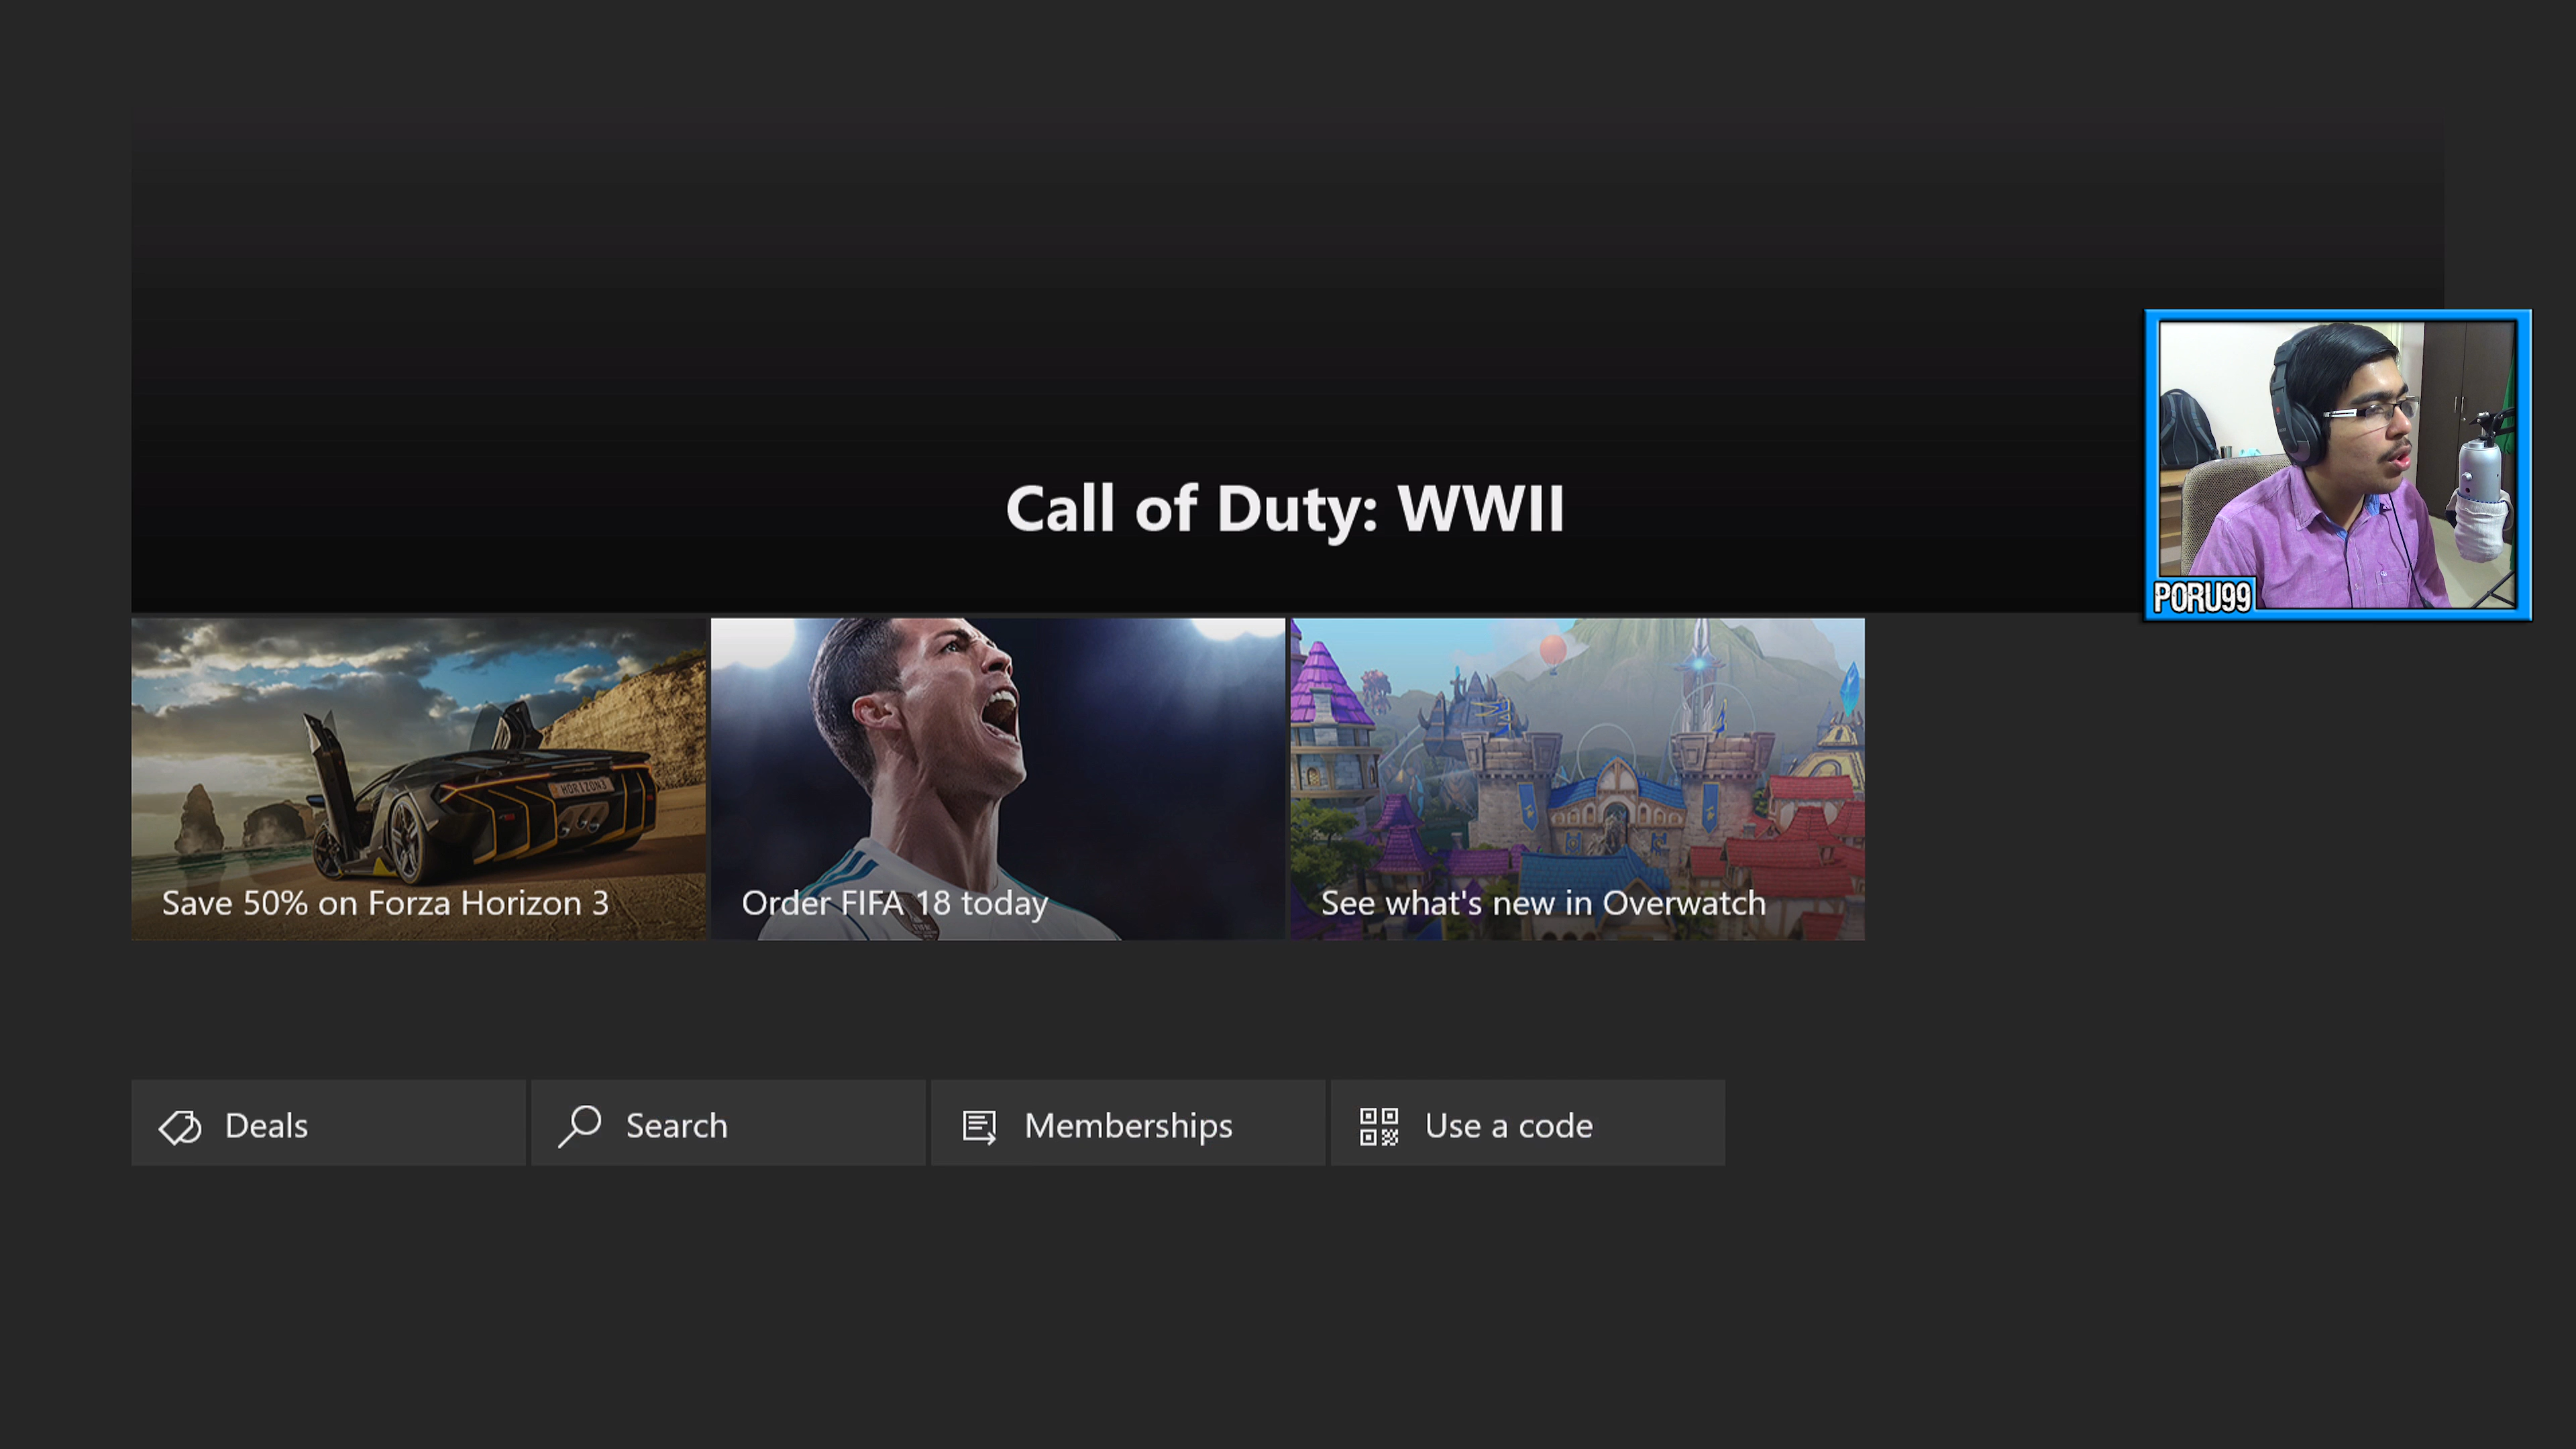 Call of Duty: WWII
PORU99
HORIZON3
Save 50% on Forza Horizon 3
Order FIFA 18 today
See what's new in Overwatch
Deals
Search
Memberships
Use a code